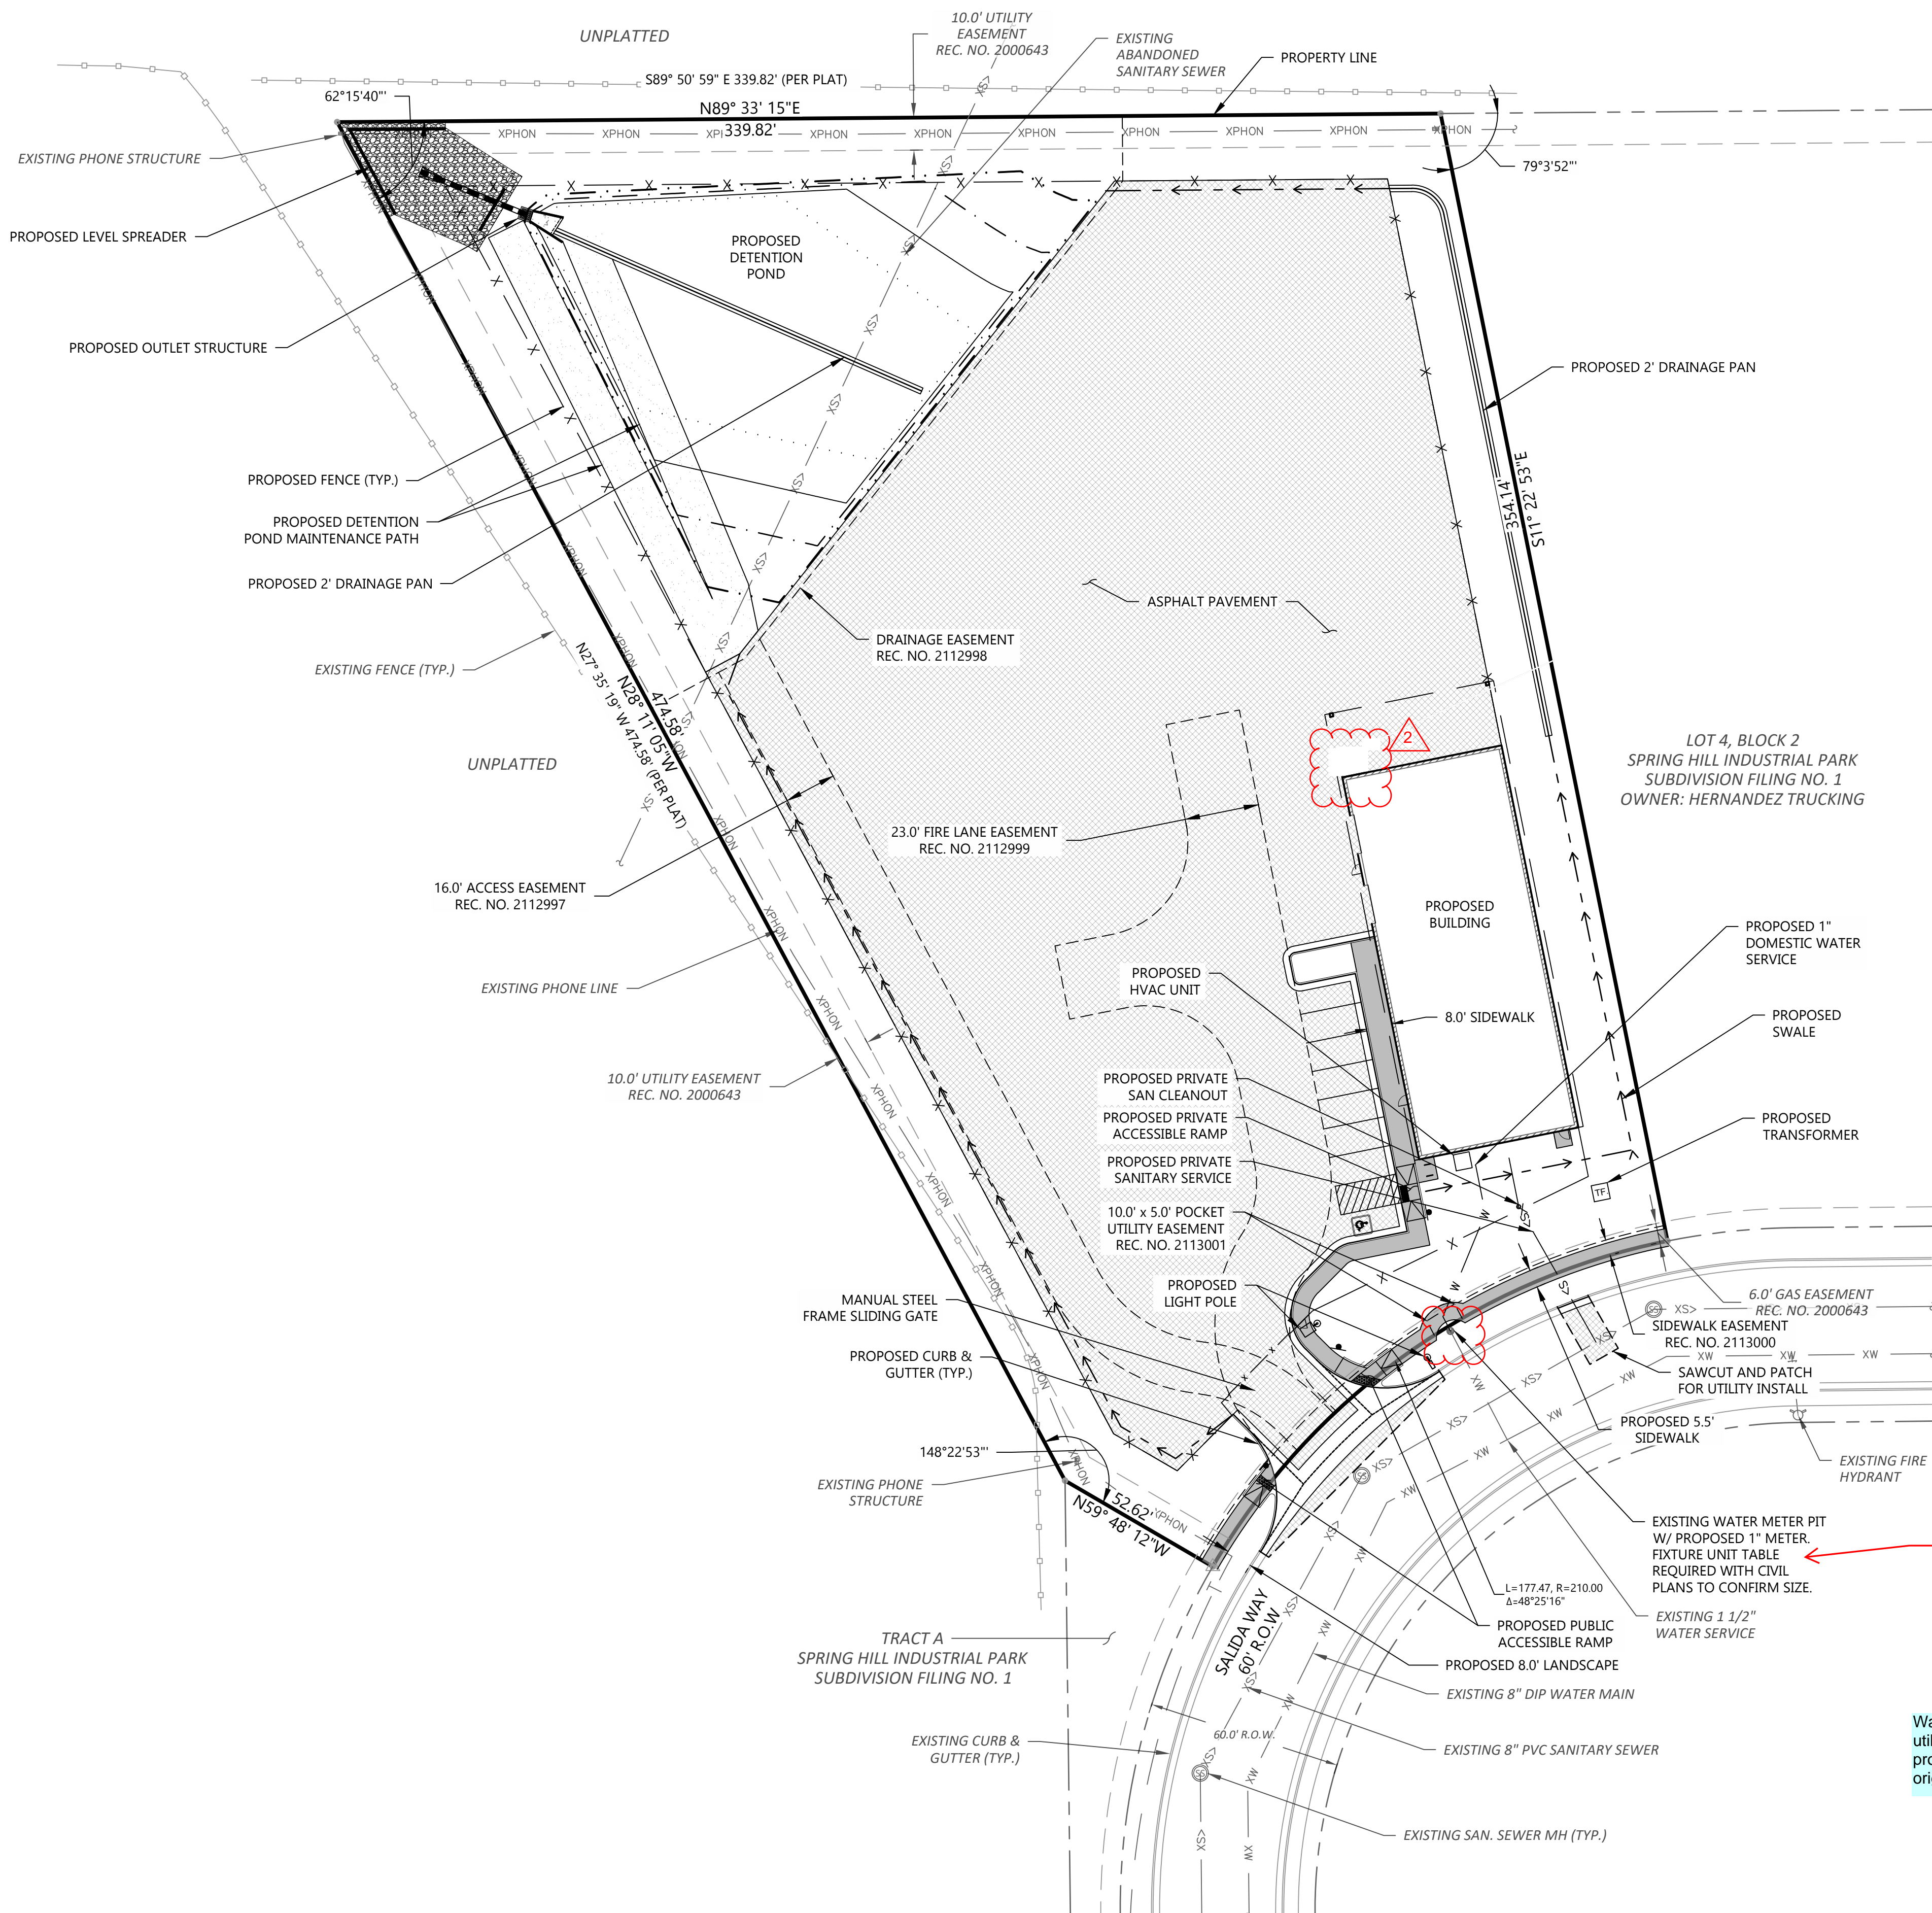 UNPLATTED
10.0' UTILITY
EASEMENT
REC. NO. 2000643
EXISTING
ABANDONED
SANITARY SEWER
PROPERTY LINE
S89° 50' 59" E 339.82' (PER PLAT)
62°15'40"'
N89° 33' 15"E
339.82'
79°3'52"'
EXISTING PHONE STRUCTURE
PROPOSED LEVEL SPREADER
PROPOSED
DETENTION
POND
PROPOSED OUTLET STRUCTURE
PROPOSED 2' DRAINAGE PAN
PROPOSED FENCE (TYP.)
PROPOSED DETENTION
POND MAINTENANCE PATH
PROPOSED 2' DRAINAGE PAN
354.14'
S11° 22' 53"E
ASPHALT PAVEMENT
DRAINAGE EASEMENT
REC. NO. 2112998
EXISTING FENCE (TYP.)
474.58'
N28° 11' 05"W
N27° 35' 19" W 474.58' (PER PLAT)
UNPLATTED
2
LOT 4, BLOCK 2
SPRING HILL INDUSTRIAL PARK
SUBDIVISION FILING NO. 1
OWNER: HERNANDEZ TRUCKING
23.0' FIRE LANE EASEMENT
REC. NO. 2112999
16.0' ACCESS EASEMENT
REC. NO. 2112997
PROPOSED
BUILDING
PROPOSED 1"
DOMESTIC WATER
SERVICE
EXISTING PHONE LINE
PROPOSED
HVAC UNIT
8.0' SIDEWALK
PROPOSED
SWALE
10.0' UTILITY EASEMENT
REC. NO. 2000643
PROPOSED PRIVATE
SAN CLEANOUT
PROPOSED PRIVATE
ACCESSIBLE RAMP
PROPOSED
TRANSFORMER
PROPOSED PRIVATE
SANITARY SERVICE
TF
10.0' x 5.0' POCKET
UTILITY EASEMENT
REC. NO. 2113001
PROPOSED
LIGHT POLE
MANUAL STEEL
FRAME SLIDING GATE
6.0' GAS EASEMENT
REC. NO. 2000643
SIDEWALK EASEMENT
REC. NO. 2113000
PROPOSED CURB &
GUTTER (TYP.)
SAWCUT AND PATCH
FOR UTILITY INSTALL
PROPOSED 5.5'
SIDEWALK
148°22'53"'
EXISTING PHONE
STRUCTURE
EXISTING FIRE
HYDRANT
52.62'
N59° 48' 12"W
EXISTING WATER METER PIT
W/ PROPOSED 1" METER.
FIXTURE UNIT TABLE
REQUIRED WITH CIVIL
PLANS TO CONFIRM SIZE.
L=177.47, R=210.00
Δ=48°25'16"
EXISTING 1 1/2"
WATER SERVICE
PROPOSED PUBLIC
ACCESSIBLE RAMP
TRACT A
SPRING HILL INDUSTRIAL PARK
SUBDIVISION FILING NO. 1
SALIDA WAY
60' R.O.W
PROPOSED 8.0' LANDSCAPE
EXISTING 8" DIP WATER MAIN
60.0' R.O.W.
EXISTING CURB &
GUTTER (TYP.)
EXISTING 8" PVC SANITARY SEWER
EXISTING SAN. SEWER MH (TYP.)